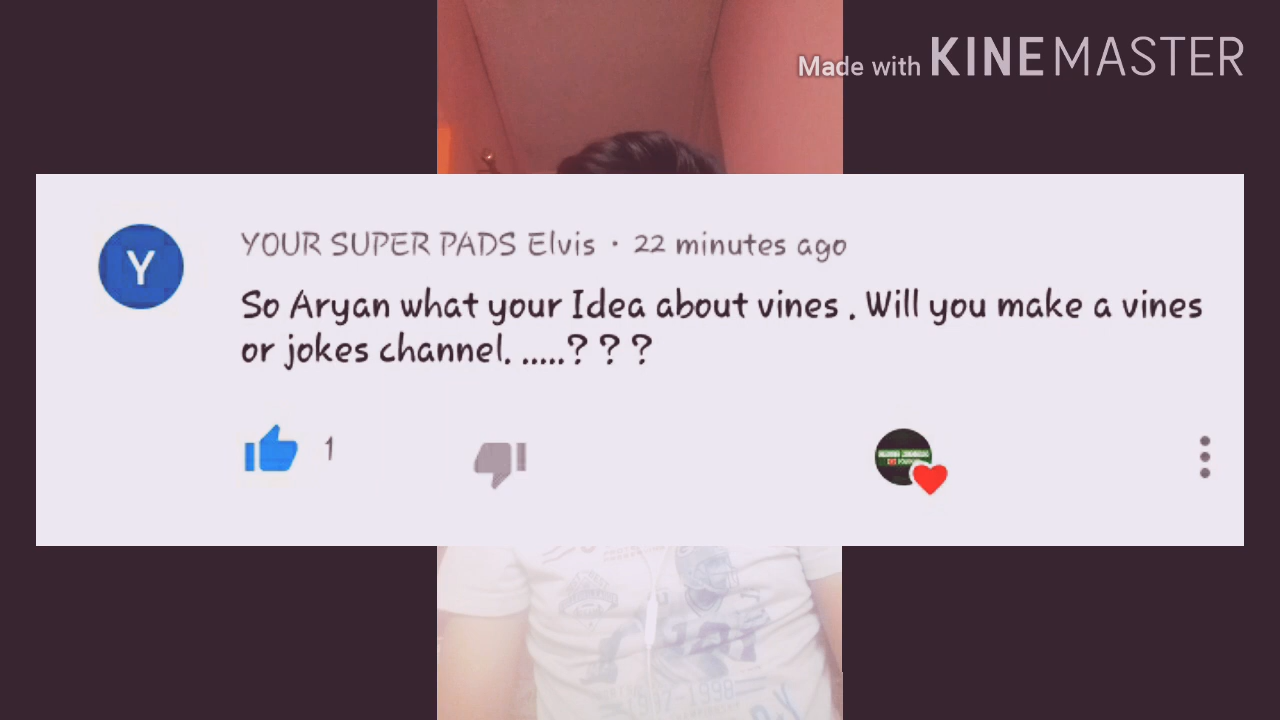 Made with KINEMASTER
Y
YOUR SUPER PADS Elvis · 22 minutes ago
So Aryan what your Idea about vines . Will you make a vines
or jokes channel. .....? ? ?
1